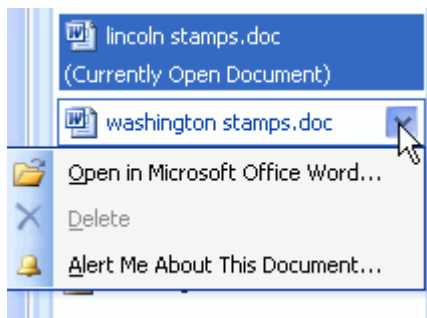 lincoln stamps.doc
(Currently Open Document)
washington stamps.doc
Open in Microsoft Office Word...
Delete
Alert Me About This Document...